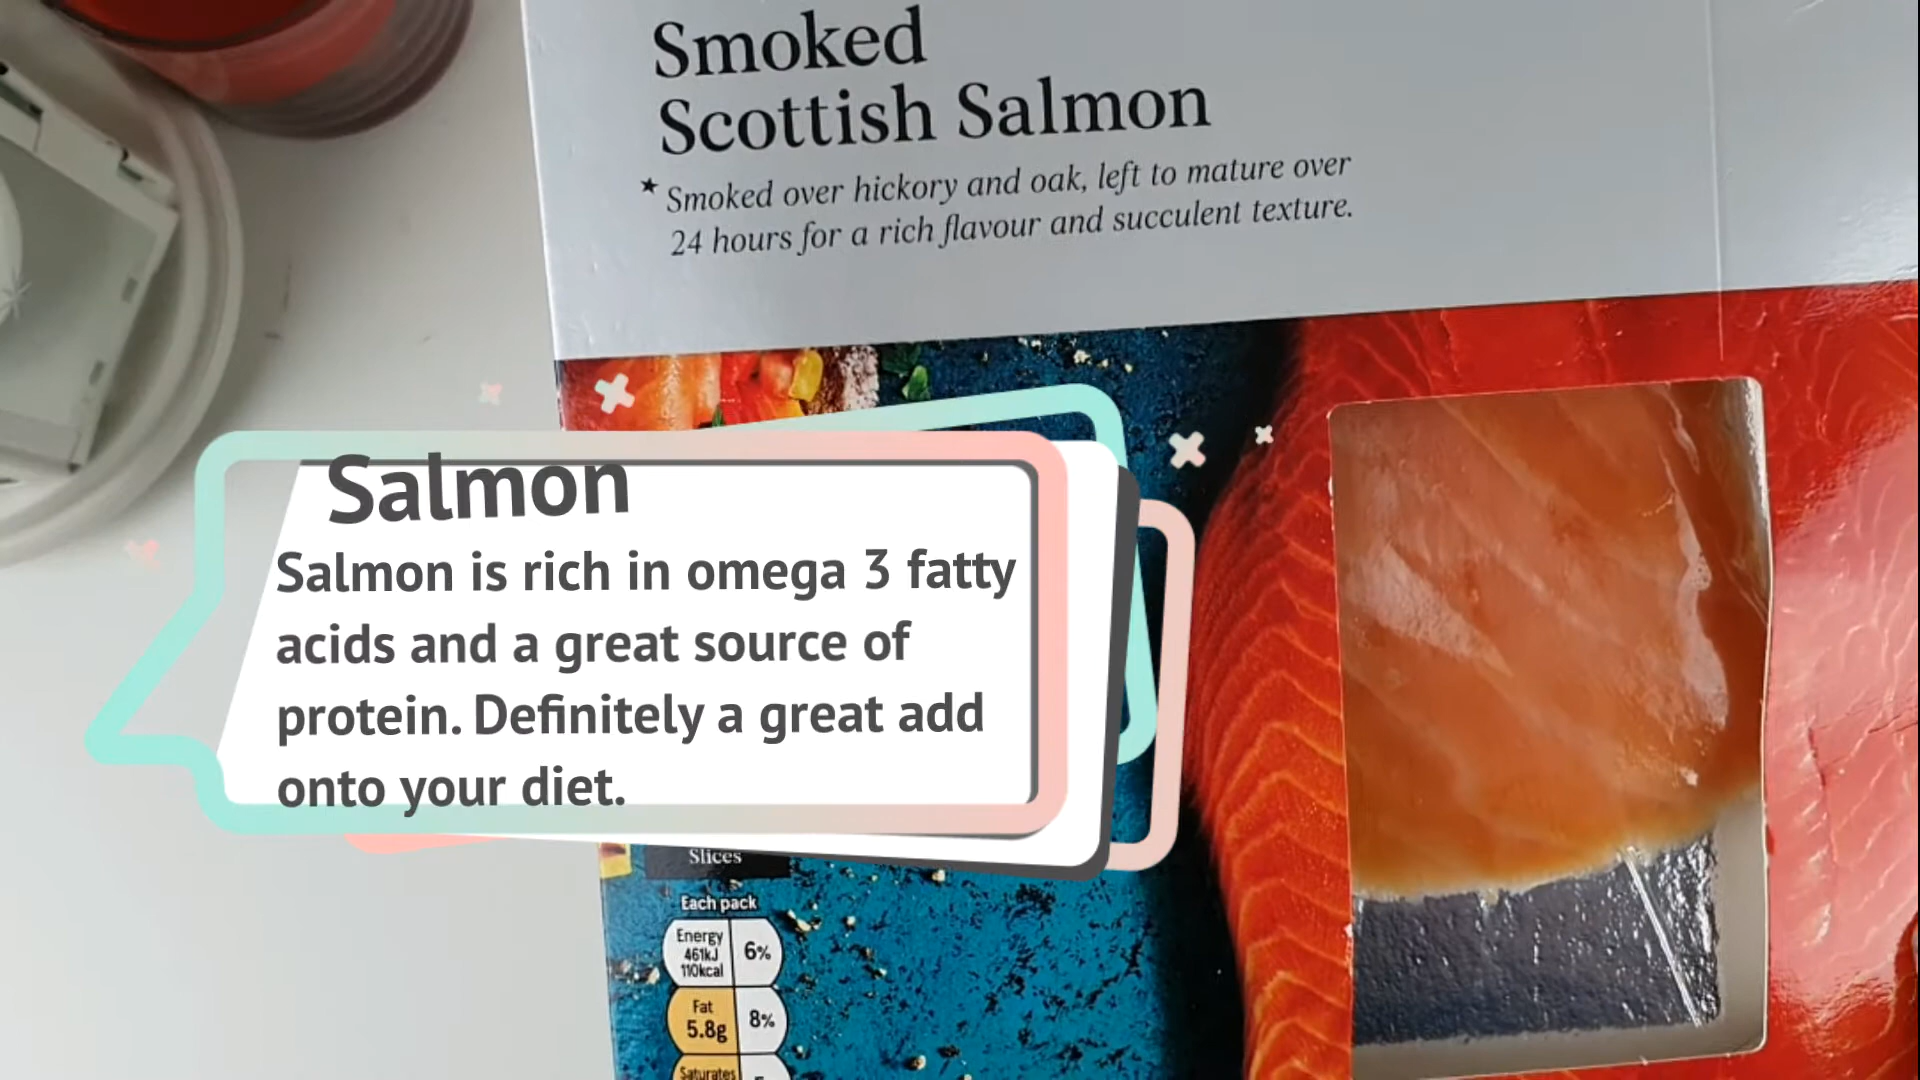 Smoked
Scottish Salmon
★ Smoked over hickory and oak, left to mature over
24 hours for a rich flavour and succulent texture.
Salmon
Salmon is rich in omega 3 fatty
acids and a great source of
protein. Definitely a great add
onto your diet.
Slices
Each pack
Energy
461kJ
110kcal
6%
Fat
5.8g
8%
Saturates